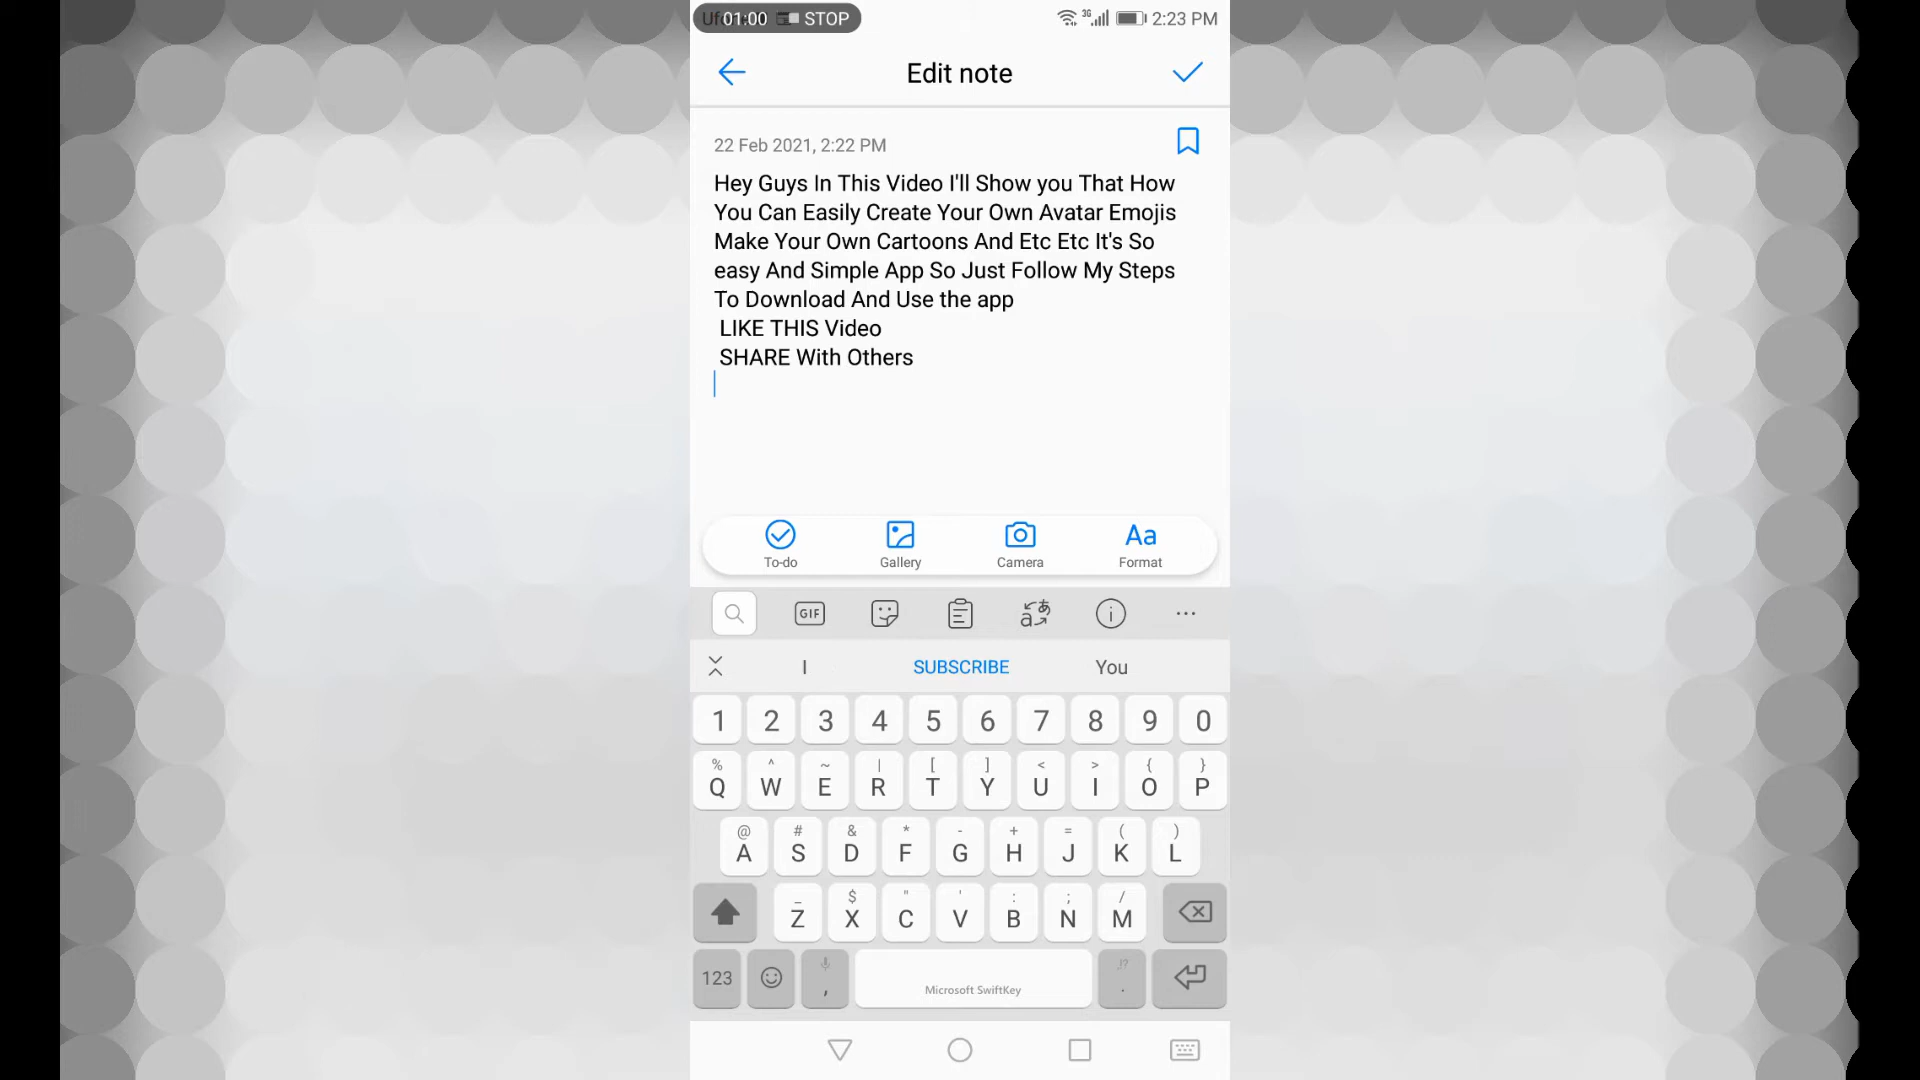 01:00 STOP 3G 2:23 PM
Edit note
22 Feb 2021, 2:22 PM
Hey Guys In This Video I'll Show you That How
You Can Easily Create Your Own Avatar Emojis
Make Your Own Cartoons And Etc Etc It's So
easy And Simple App So Just Follow My Steps
To Download And Use the app
LIKE THIS Video
SHARE With Others
To-do Gallery Camera Aa Format
GIF
I SUBSCRIBE You
1 2 3 4 5 6 7 8 9 0
% ^ ~ | [ ] < > { }
Q W E R T Y U I O P
@ # & * - + = ( )
A S D F G H J K L
_ $ " ' : ; /
Z X C V B N M
123 , Microsoft SwiftKey !? .